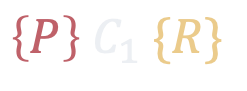 {P} C₁ {R}